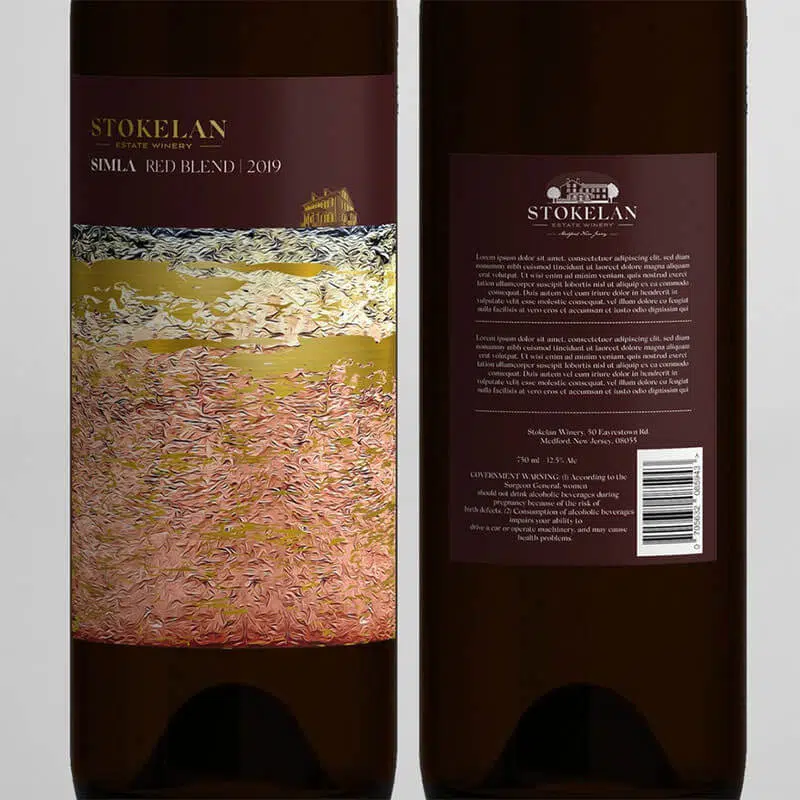 STOKELAN
ESTATE WINERY
SIMLA RED BLEND | 2019
STOKELAN
ESTATE WINERY
Medford New Jersey
Lorem ipsum dolor sit amet, consectetuer adipiscing elit, sed diam
nonummy nibh euismod tincidunt ut laoreet dolore magna aliquam
erat volutpat. Ut wisi enim ad minim veniam, quis nostrud exerci
tation ullamcorper suscipit lobortis nisl ut aliquip ex ea commodo
consequat. Duis autem vel eum iriure dolor in hendrerit in
vulputate velit esse molestie consequat, vel illum dolore eu feugiat
nulla facilisis at vero eros et accumsan et iusto odio dignissim qui
Lorem ipsum dolor sit amet, consectetuer adipiscing elit, sed diam
nonummy nibh euismod tincidunt ut laoreet dolore magna aliquam
erat volutpat. Ut wisi enim ad minim veniam, quis nostrud exerci
tation ullamcorper suscipit lobortis nisl ut aliquip ex ea commodo
consequat. Duis autem vel eum iriure dolor in hendrerit in
vulputate velit esse molestie consequat, vel illum dolore eu feugiat
nulla facilisis at vero eros et accumsan et iusto odio dignissim qui
Stokelan Winery, 50 Eayrestown Rd.
Medford, New Jersey, 08055
750 ml - 12.5% Alc
GOVERNMENT WARNING: (1) According to the
Surgeon General, women
should not drink alcoholic beverages during
pregnancy because of the risk of
birth defects. (2) Consumption of alcoholic beverages
impairs your ability to
drive a car or operate machinery, and may cause
health problems.